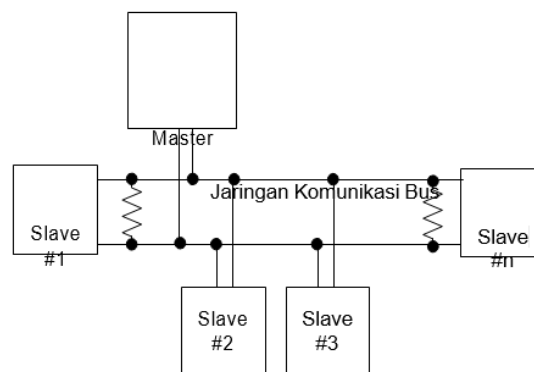 Master
Jaringan Komunikasi Bus
Slave
#1
Slave
#n
Slave
#2
Slave
#3